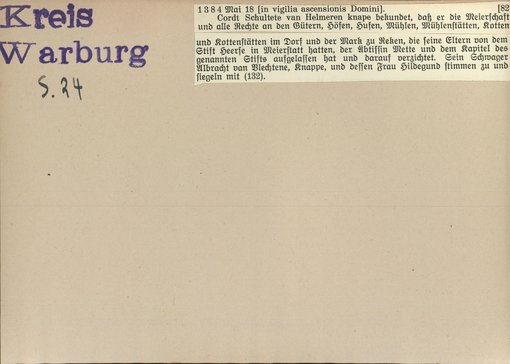 Kreis
Warburg
S. 24
1384 Mai 18 [in vigilia ascensionis Domini]. [82
Cordt Schultete van Helmeren knape bekundet, daß er die Meierschaft
und alle Rechte an den Gütern, Höfen, Hufen, Mühlen, Mühlenstätten, Kotten
und Kottenstätten im Dorf und der Mark zu Reken, die seine Eltern von dem
Stift Heerse in Meierstatt hatten, der Äbtissin Mette und dem Kapitel des
genannten Stifts aufgelassen hat und darauf verzichtet. Sein Schwager
Albracht van Vlechtene, Knappe, und dessen Frau Hildegund stimmen zu und
siegeln mit (132).